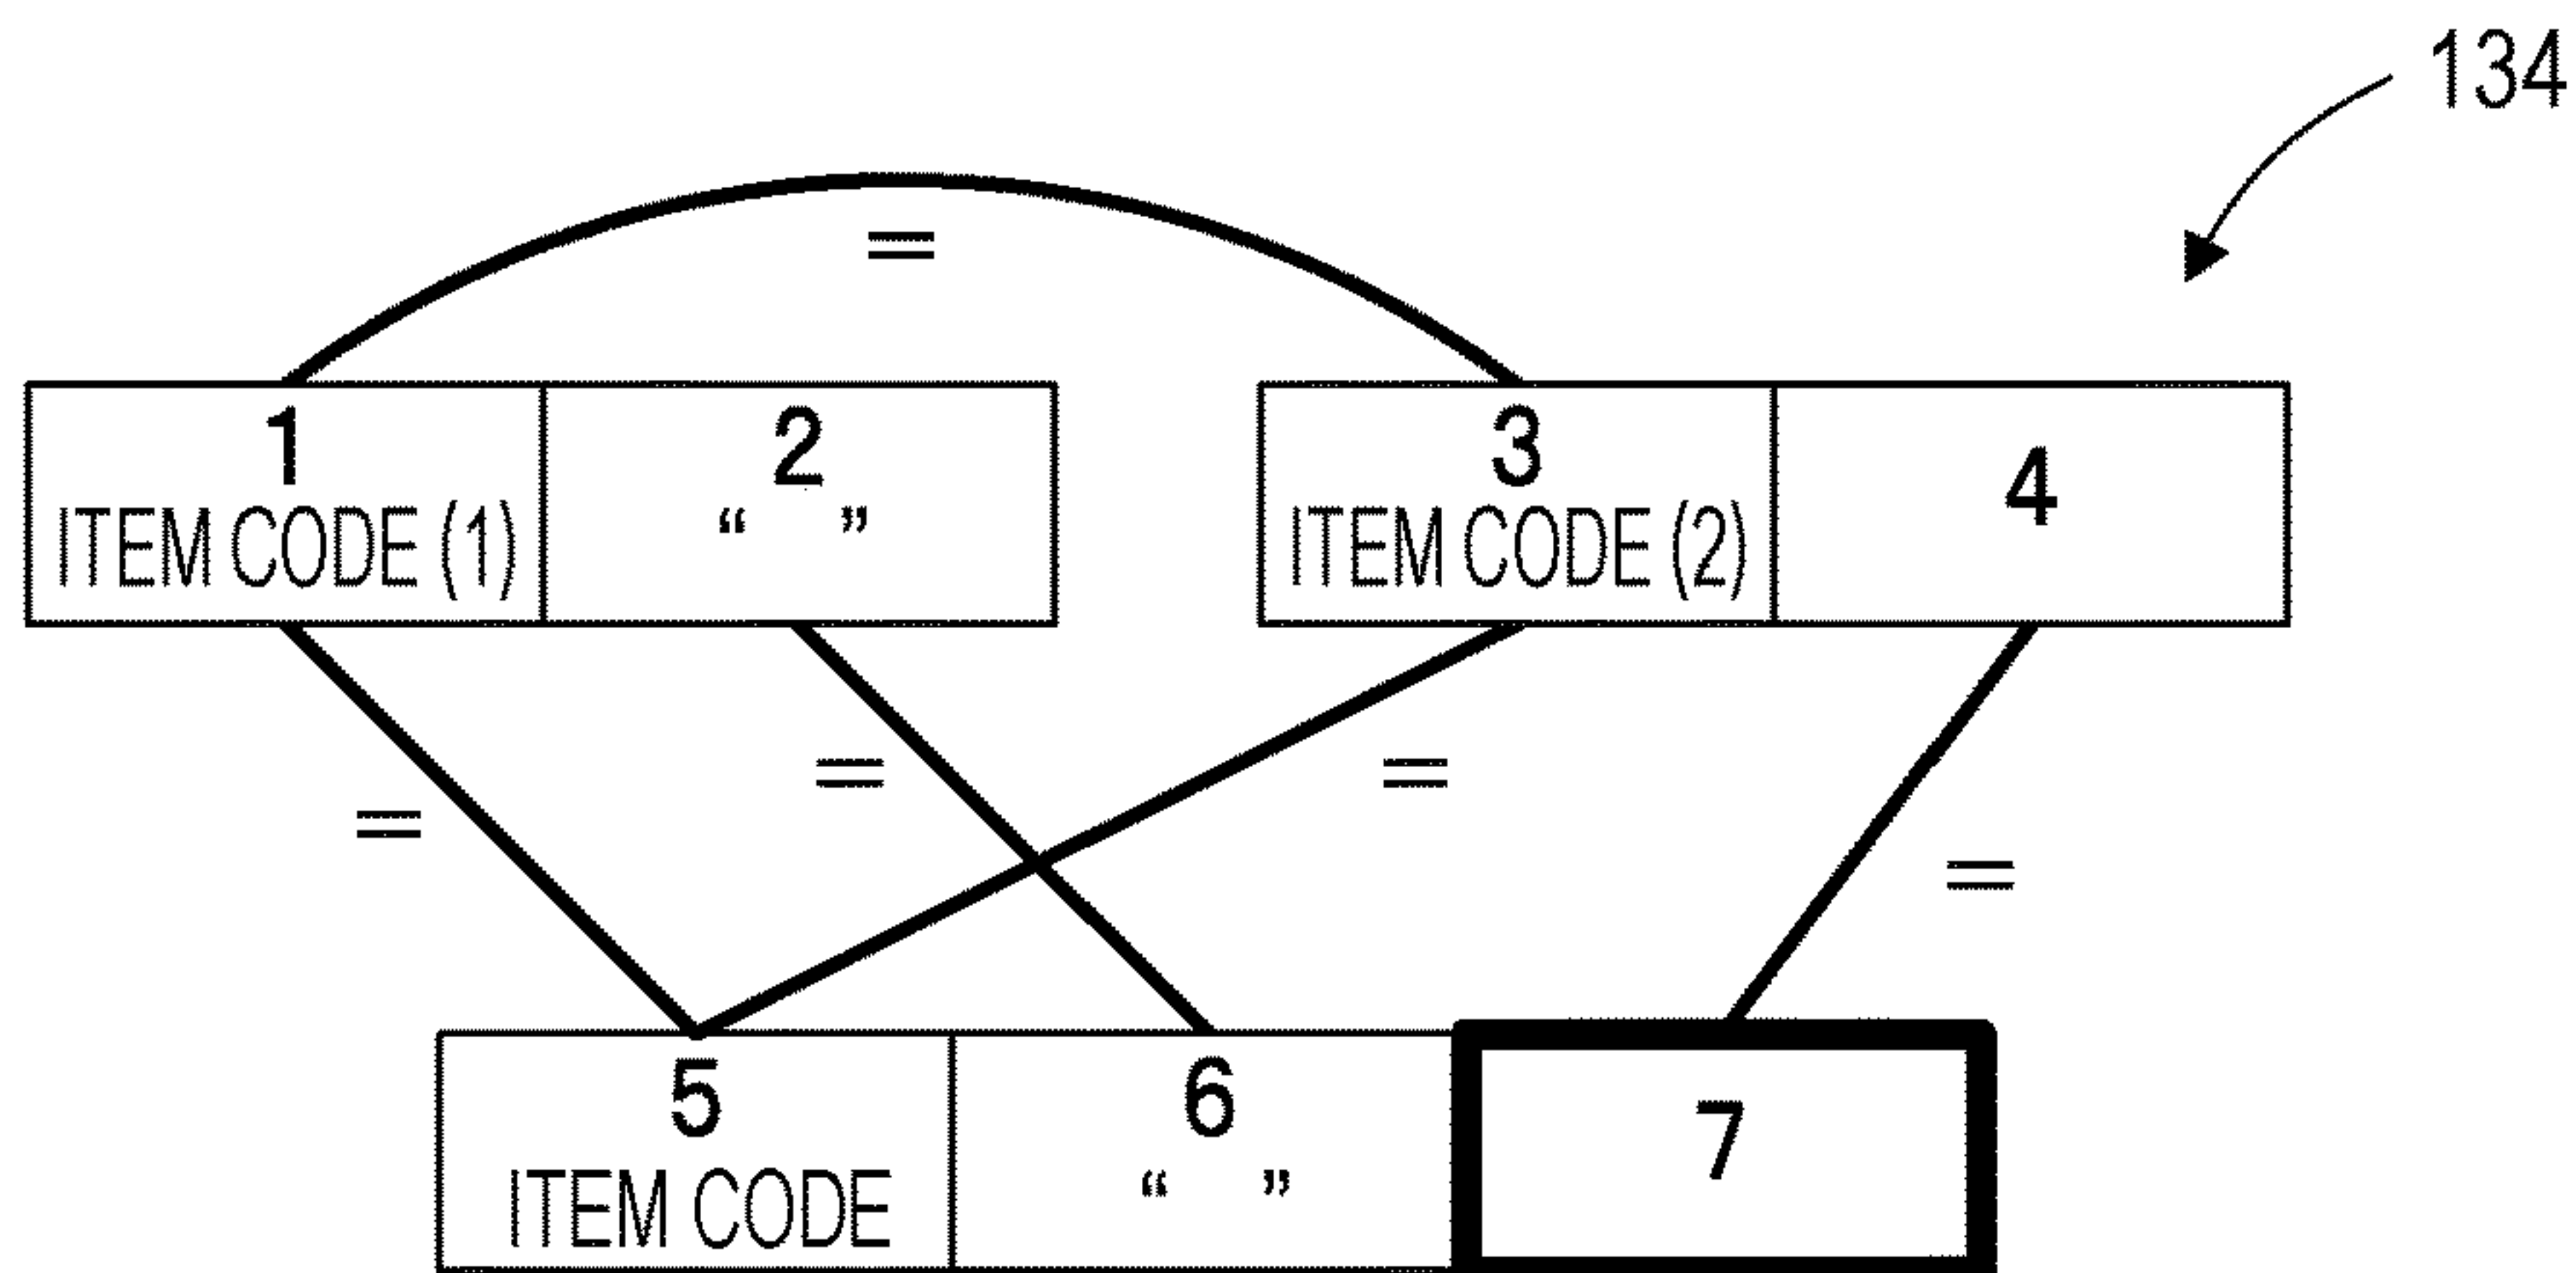 134
=
1 2 3 4
ITEM CODE (1) “ ” ITEM CODE (2)
= = = =
5 6 7
ITEM CODE “ ”